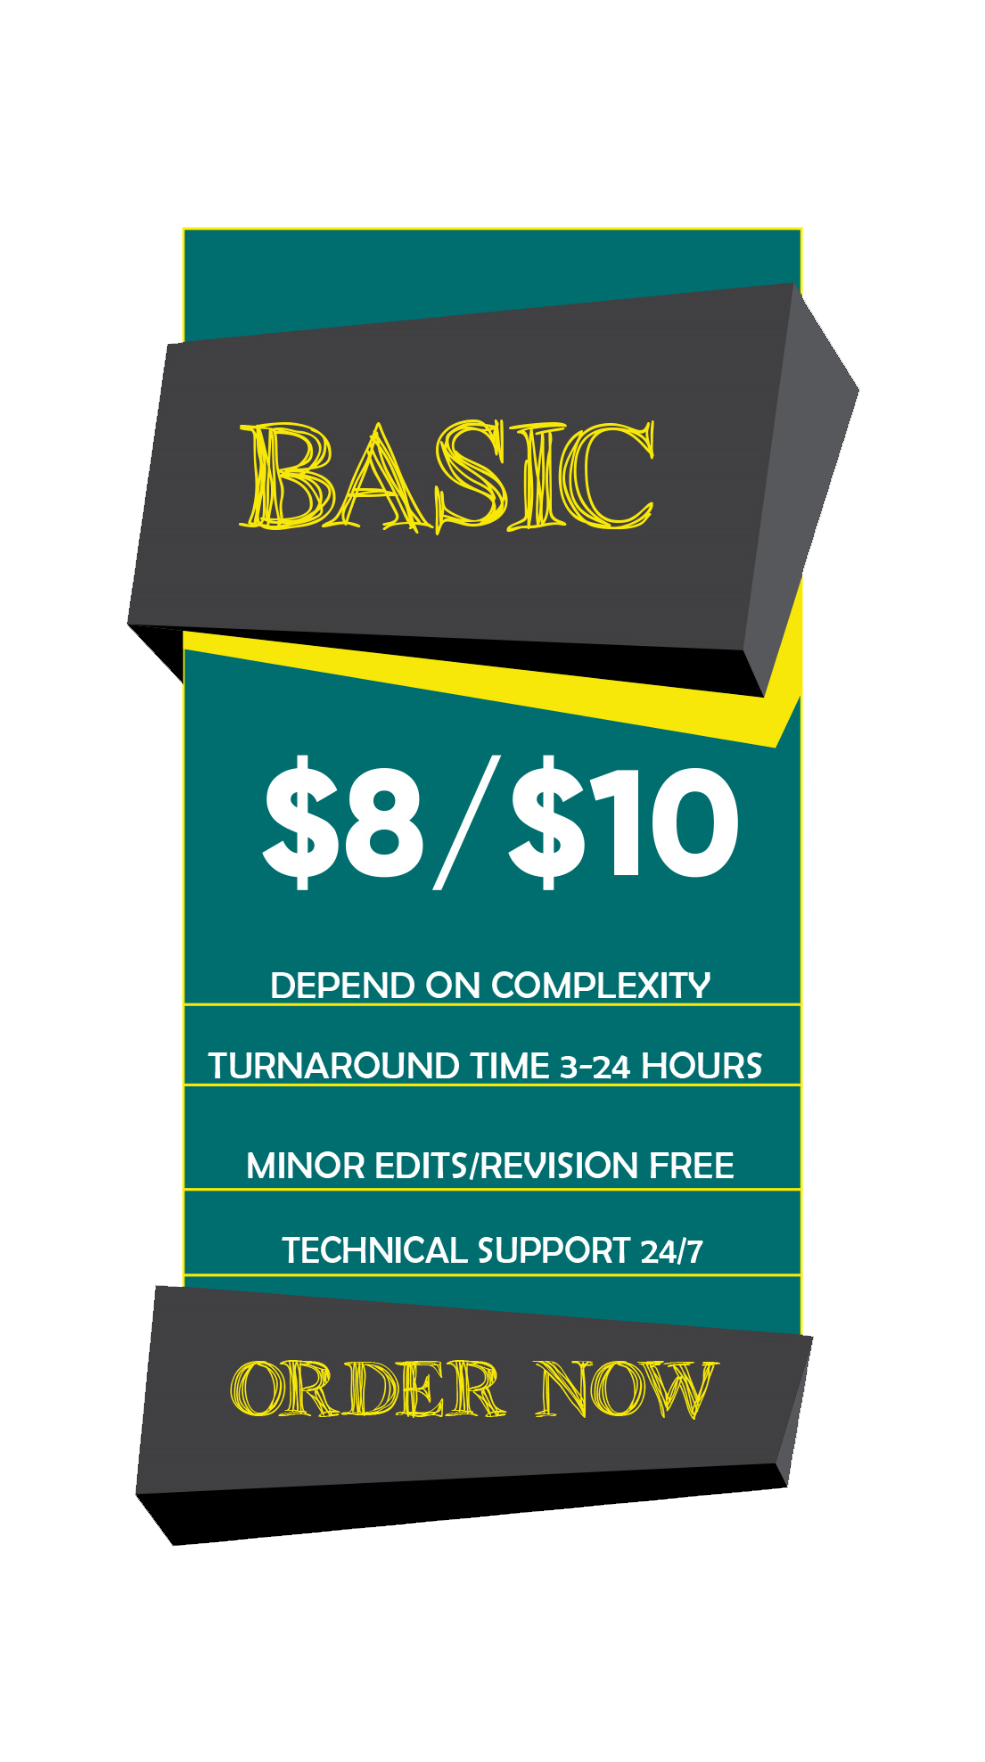 BASIC
$8/$10
DEPEND ON COMPLEXITY
TURNAROUND TIME 3-24 HOURS
MINOR EDITS/REVISION FREE
TECHNICAL SUPPORT 24/7
ORDER NOW